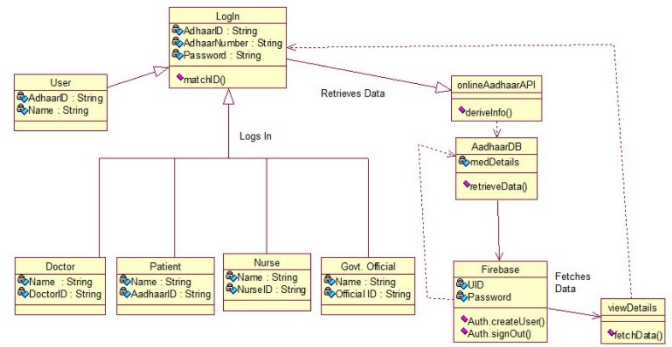 LogIn
AdhaarID : String
AdhaarNumber : String
Password : String
matchID()
User
AdhaarID : String
Name : String
Retrieves Data
onlineAadhaarAPI
deriveInfo()
Logs In
AadhaarDB
medDetails
retrieveData()
Doctor
Name : String
DoctorID : String
Patient
Name : String
AadhaarID : String
Nurse
Name : String
NurseID : String
Govt. Official
Name : String
Official ID : String
Firebase
UID
Password
Auth.createUser()
Auth.signOut()
Fetches
Data
viewDetails
fetchData()